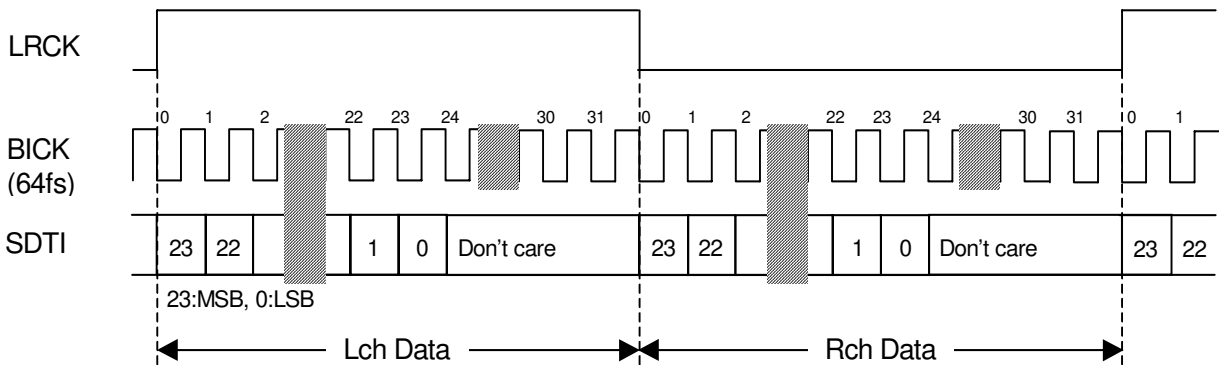 LRCK
0 1 2 22 23 24 30 31 0 1 2 22 23 24 30 31 0 1
BICK
(64fs)
SDTI 23 22 1 0 Don't care 23 22 1 0 Don't care 23 22
23:MSB, 0:LSB
Lch Data Rch Data